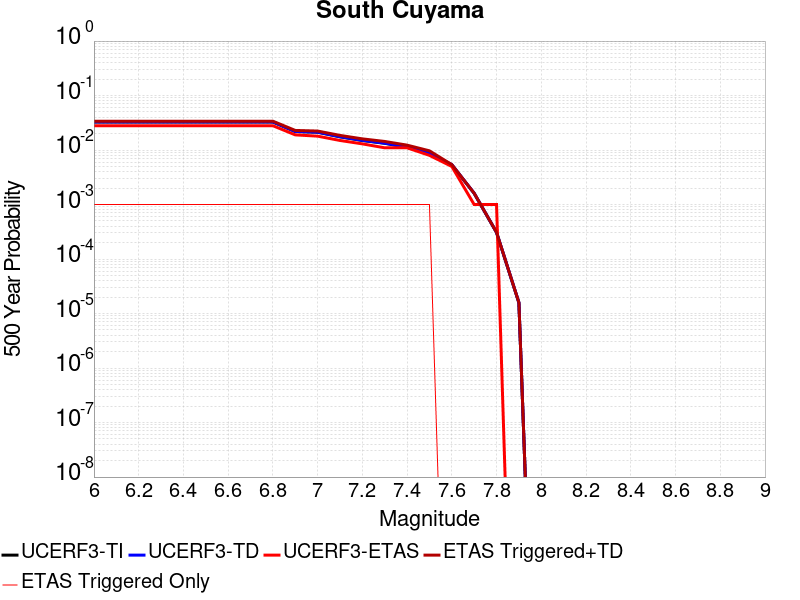 South Cuyama
10^0
10^-1
10^-2
10^-3
10^-4
10^-5
10^-6
10^-7
10^-8
500 Year Probability
6 6.2 6.4 6.6 6.8 7 7.2 7.4 7.6 7.8 8 8.2 8.4 8.6 8.8 9
Magnitude
UCERF3-TI UCERF3-TD UCERF3-ETAS ETAS Triggered+TD
ETAS Triggered Only